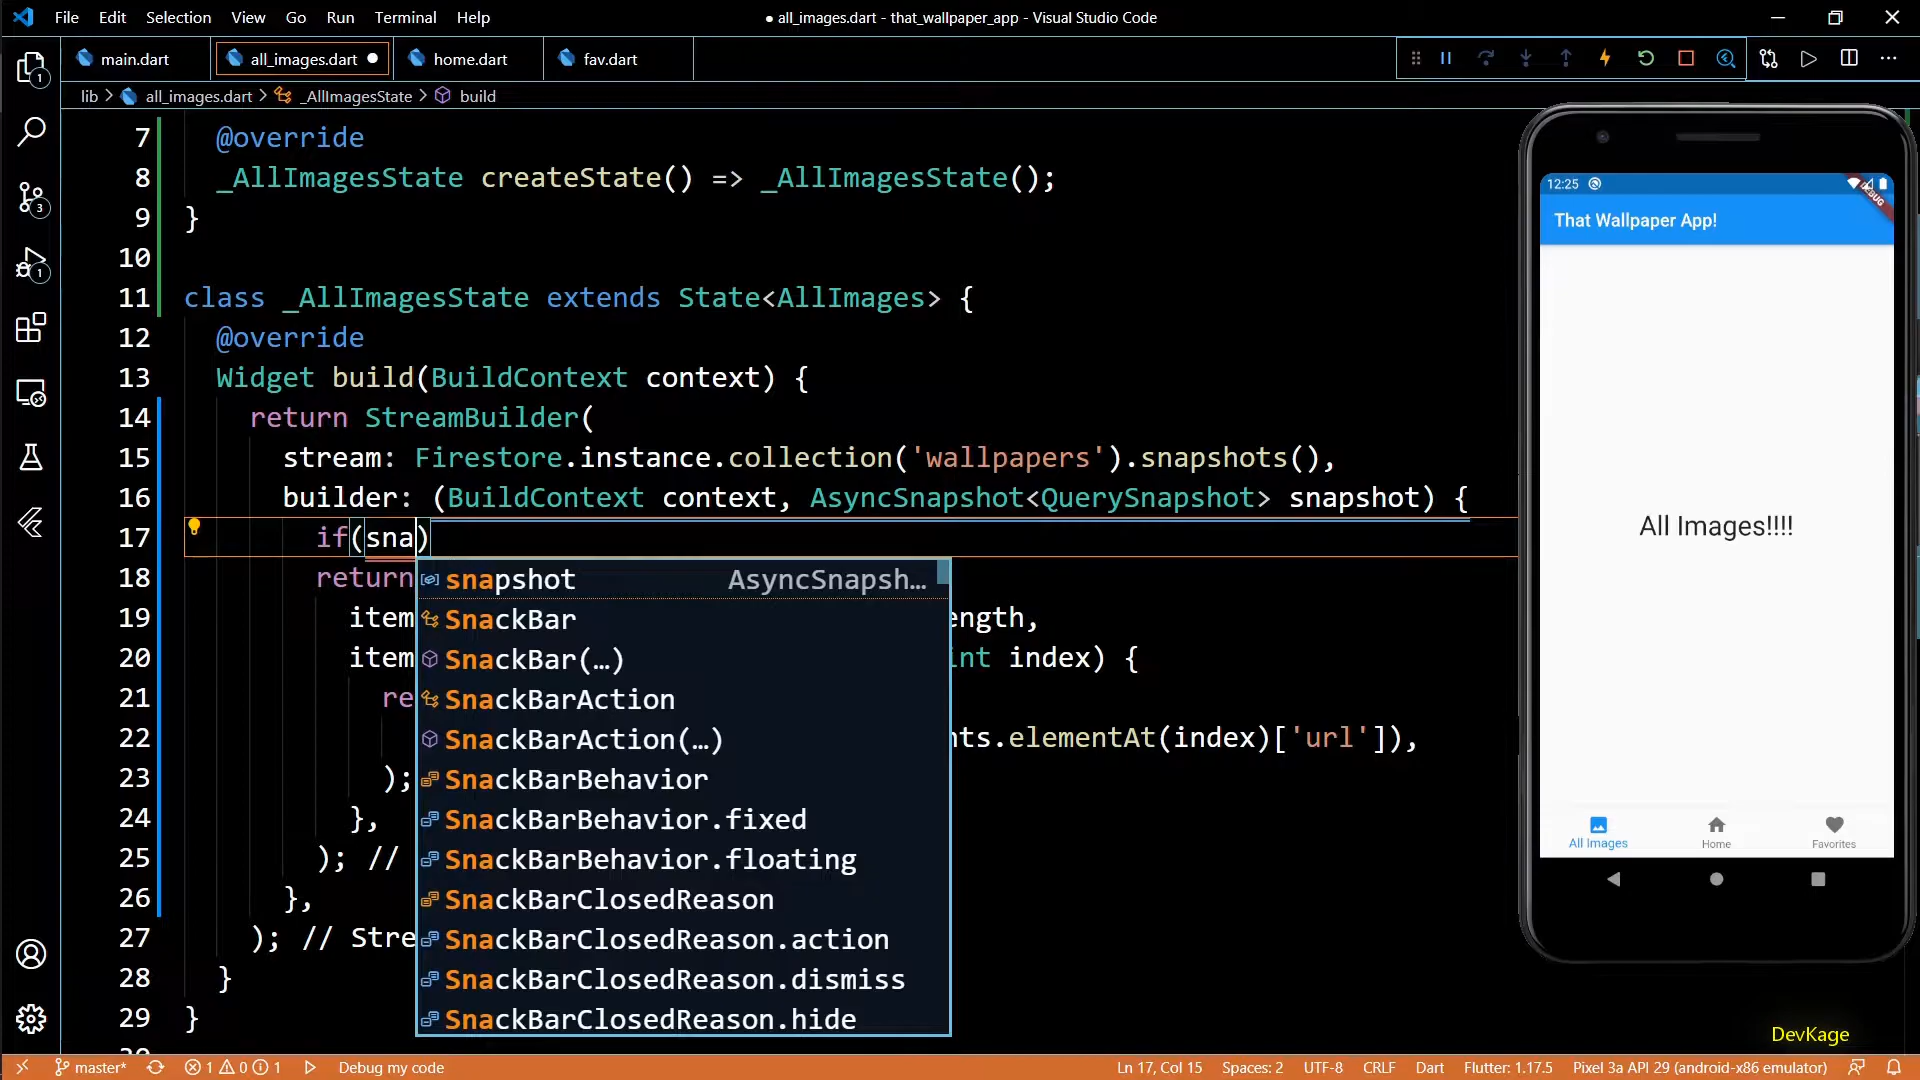 File Edit Selection View Go Run Terminal Help
● all_images.dart - that_wallpaper_app - Visual Studio Code
main.dart
all_images.dart ●
home.dart
fav.dart
lib > all_images.dart > _AllImagesState > build
7 @override
8 _AllImagesState createState() => _AllImagesState();
9 }
10
11 class _AllImagesState extends State<AllImages> {
12 @override
13 Widget build(BuildContext context) {
14 return StreamBuilder(
15 stream: Firestore.instance.collection('wallpapers').snapshots(),
16 builder: (BuildContext context, AsyncSnapshot<QuerySnapshot> snapshot) {
17 if(sna)
18 return
19 item ength,
20 item int index) {
21 re
22 nts.elementAt(index)['url']),
23 );
24 },
25 ); //
26 },
27 ); // Stre
28 }
29 }
snapshot AsyncSnapsh…
SnackBar
SnackBar(…)
SnackBarAction
SnackBarAction(…)
SnackBarBehavior
SnackBarBehavior.fixed
SnackBarBehavior.floating
SnackBarClosedReason
SnackBarClosedReason.action
SnackBarClosedReason.dismiss
SnackBarClosedReason.hide
12:25
DEBUG
That Wallpaper App!
All Images!!!!
All Images
Home
Favorites
DevKage
1
3
1
master* 1 0 1 Debug my code
Ln 17, Col 15 Spaces: 2 UTF-8 CRLF Dart Flutter: 1.17.5 Pixel 3a API 29 (android-x86 emulator)